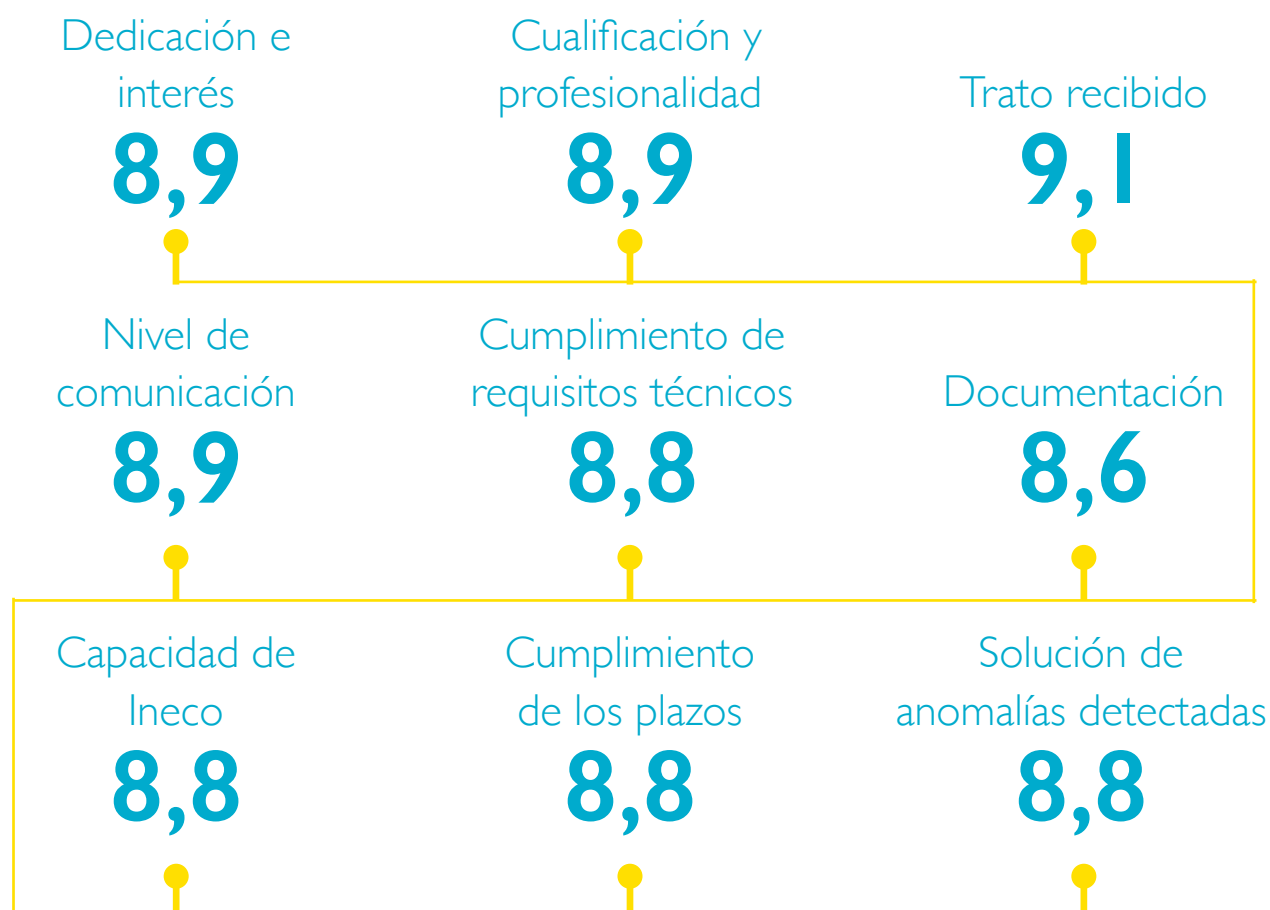 Dedicación e
interés
8,9
Cualificación y
profesionalidad
8,9
Trato recibido
9,1
Nivel de
comunicación
8,9
Cumplimiento de
requisitos técnicos
8,8
Documentación
8,6
Capacidad de
Ineco
8,8
Cumplimiento
de los plazos
8,8
Solución de
anomalías detectadas
8,8